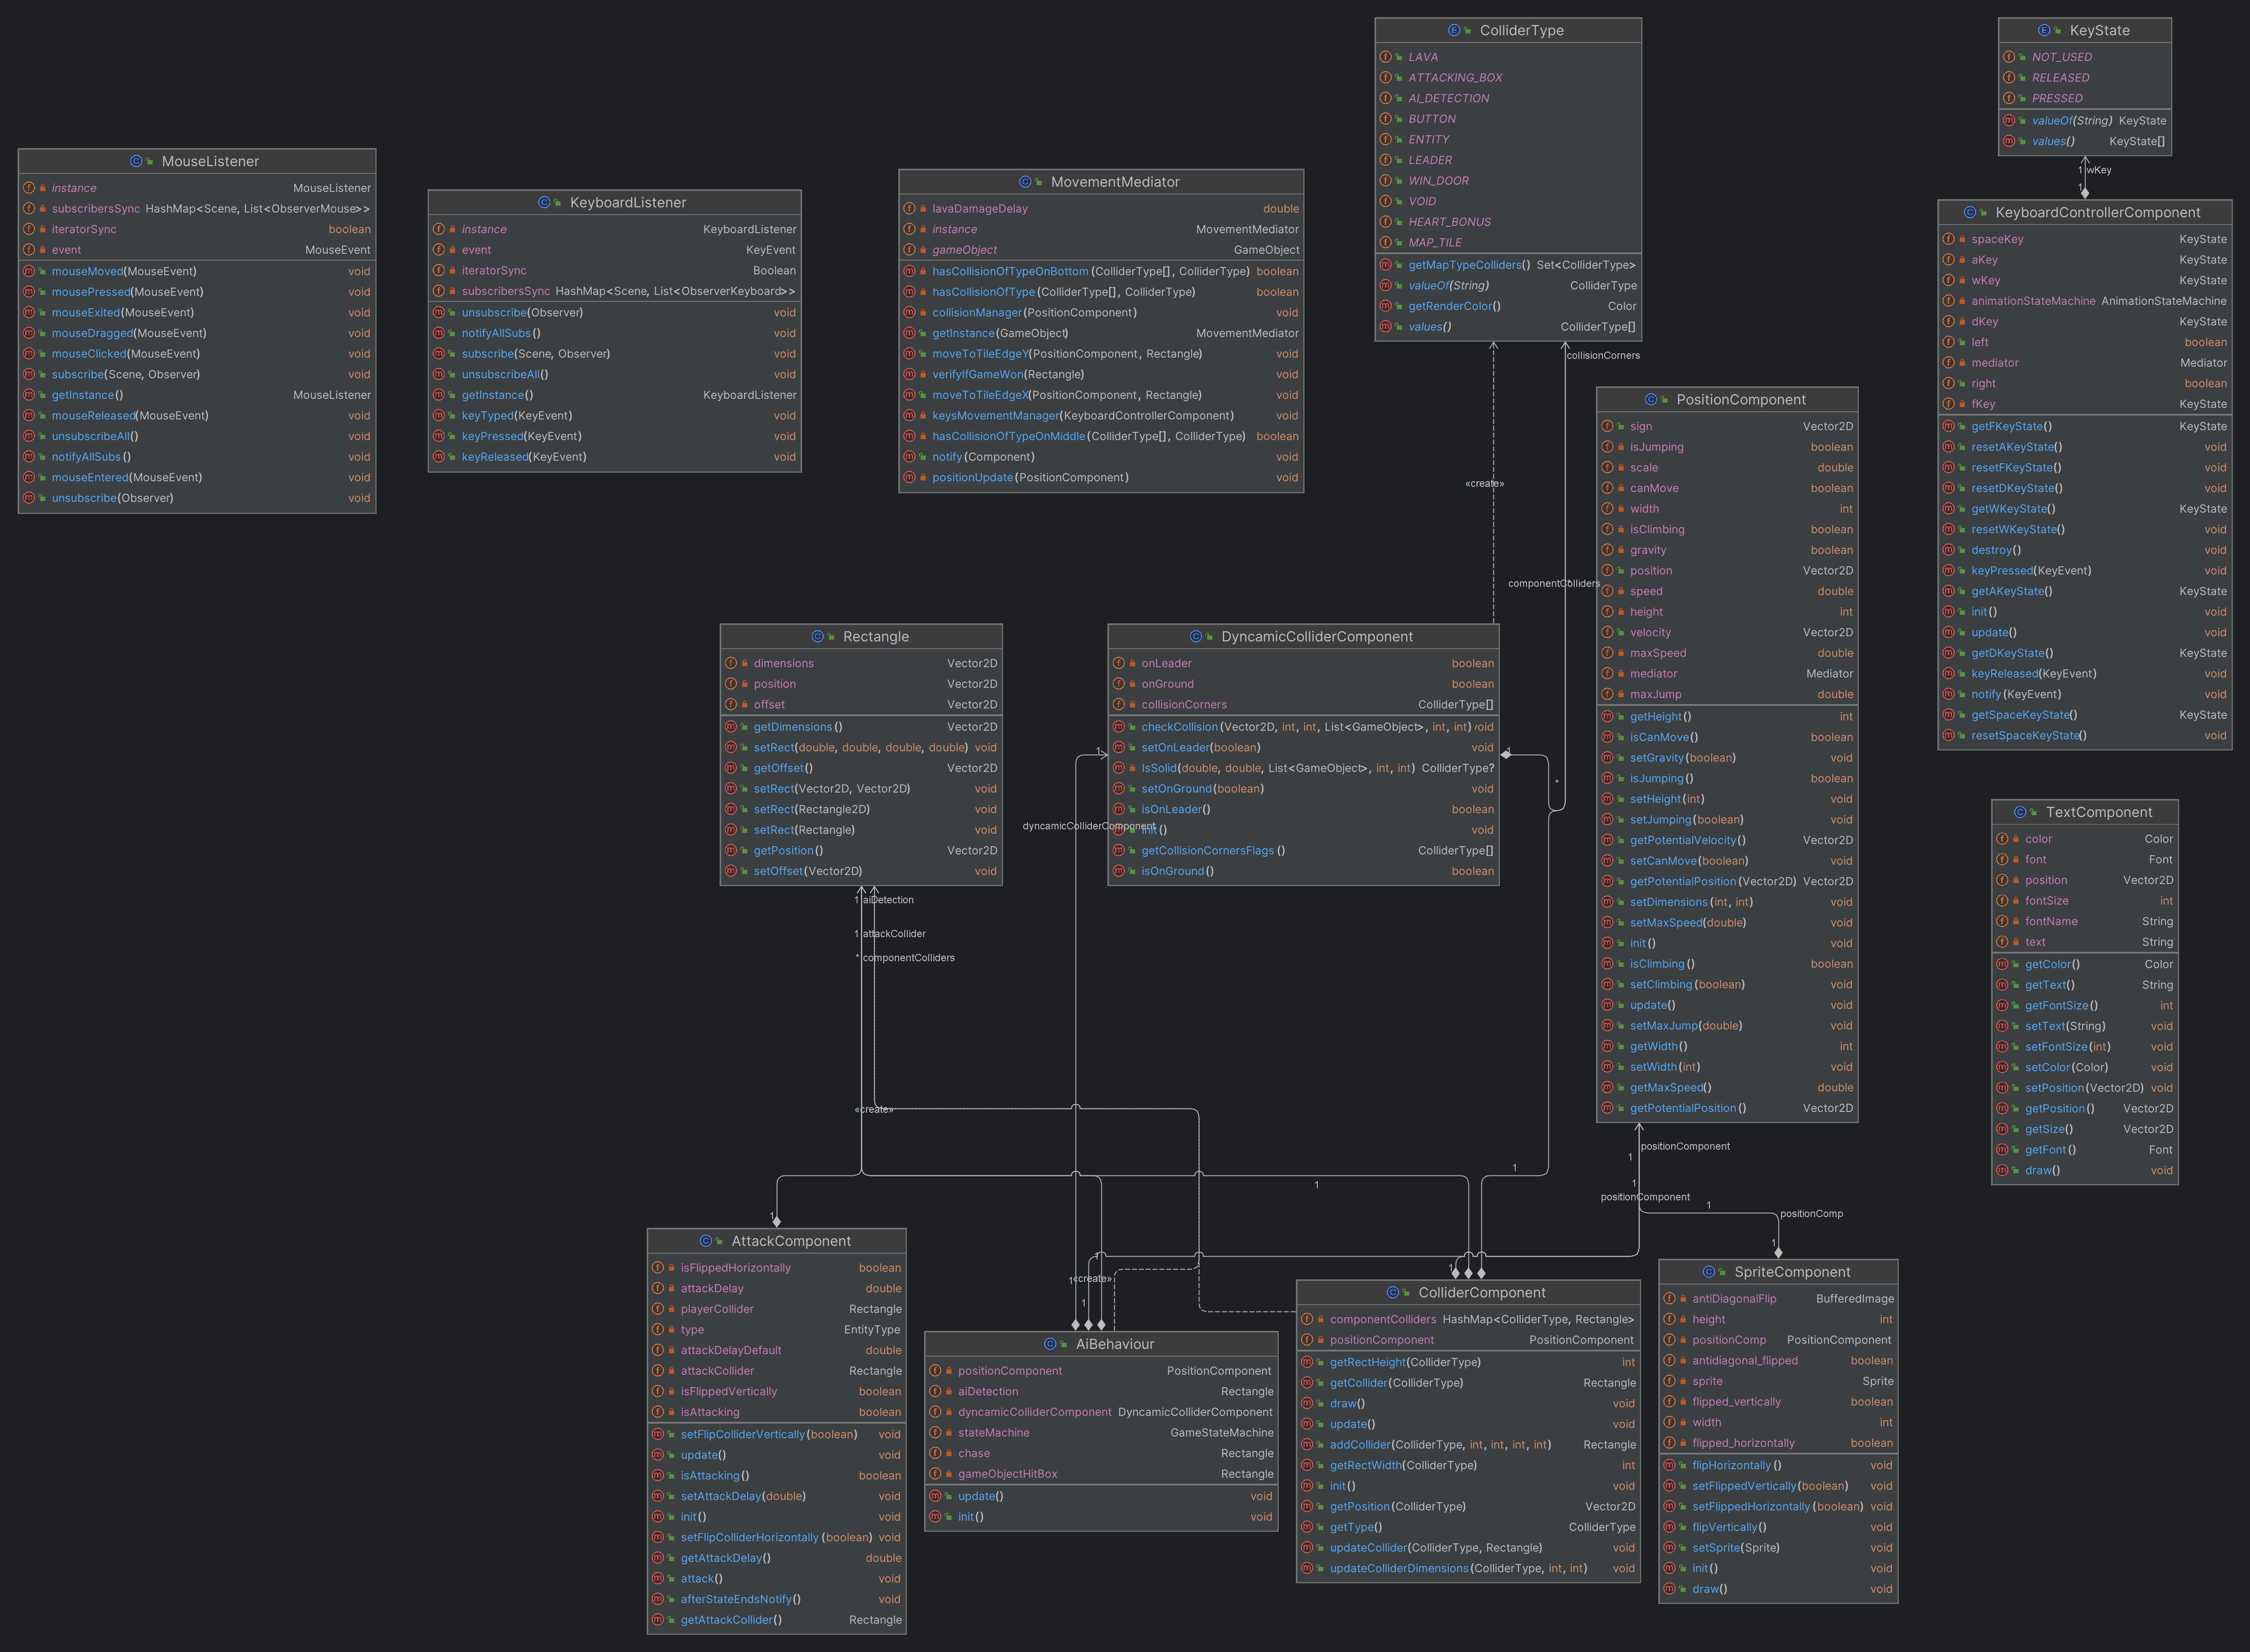 MouseListener
instance MouseListener
subscribersSync HashMap<Scene, List<ObserverMouse>>
iteratorSync boolean
event MouseEvent
mouseMoved(MouseEvent) void
mousePressed(MouseEvent) void
mouseExited(MouseEvent) void
mouseDragged(MouseEvent) void
mouseClicked(MouseEvent) void
subscribe(Scene, Observer) void
getInstance() MouseListener
mouseReleased(MouseEvent) void
unsubscribeAll() void
notifyAllSubs() void
mouseEntered(MouseEvent) void
unsubscribe(Observer) void
KeyboardListener
instance KeyboardListener
event KeyEvent
iteratorSync Boolean
subscribersSync HashMap<Scene, List<ObserverKeyboard>>
unsubscribe(Observer) void
notifyAllSubs() void
subscribe(Scene, Observer) void
unsubscribeAll() void
getInstance() KeyboardListener
keyTyped(KeyEvent) void
keyPressed(KeyEvent) void
keyReleased(KeyEvent) void
MovementMediator
lavaDamageDelay double
instance MovementMediator
gameObject GameObject
hasCollisionOfTypeOnBottom(ColliderType[], ColliderType) boolean
hasCollisionOfType(ColliderType[], ColliderType) boolean
collisionManager(PositionComponent) void
getInstance(GameObject) MovementMediator
moveToTileEdgeY(PositionComponent, Rectangle) void
verifyIfGameWon(Rectangle) void
moveToTileEdgeX(PositionComponent, Rectangle) void
keysMovementManager(KeyboardControllerComponent) void
hasCollisionOfTypeOnMiddle(ColliderType[], ColliderType) boolean
notify(Component) void
positionUpdate(PositionComponent) void
ColliderType
LAVA
ATTACKING_BOX
AI_DETECTION
BUTTON
ENTITY
LEADER
WIN_DOOR
VOID
HEART_BONUS
MAP_TILE
getMapTypeColliders() Set<ColliderType>
valueOf(String) ColliderType
getRenderColor() Color
values() ColliderType[]
collisionCorners
«create»
componentColliders
KeyState
NOT_USED
RELEASED
PRESSED
valueOf(String) KeyState
values() KeyState[]
1 wKey
1
KeyboardControllerComponent
spaceKey KeyState
aKey KeyState
wKey KeyState
animationStateMachine AnimationStateMachine
dKey KeyState
left boolean
mediator Mediator
right boolean
fKey KeyState
getFKeyState() KeyState
resetAKeyState() void
resetFKeyState() void
resetDKeyState() void
getWKeyState() KeyState
resetWKeyState() void
destroy() void
keyPressed(KeyEvent) void
getAKeyState() KeyState
init() void
update() void
getDKeyState() KeyState
keyReleased(KeyEvent) void
notify(KeyEvent) void
getSpaceKeyState() KeyState
resetSpaceKeyState() void
PositionComponent
sign Vector2D
isJumping boolean
scale double
canMove boolean
width int
isClimbing boolean
gravity boolean
position Vector2D
speed double
height int
velocity Vector2D
maxSpeed double
mediator Mediator
maxJump double
getHeight() int
isCanMove() boolean
setGravity(boolean) void
isJumping() boolean
setHeight(int) void
setJumping(boolean) void
getPotentialVelocity() Vector2D
setCanMove(boolean) void
getPotentialPosition(Vector2D) Vector2D
setDimensions(int, int) void
setMaxSpeed(double) void
init() void
isClimbing() boolean
setClimbing(boolean) void
update() void
setMaxJump(double) void
getWidth() int
setWidth(int) void
getMaxSpeed() double
getPotentialPosition() Vector2D
Rectangle
dimensions Vector2D
position Vector2D
offset Vector2D
getDimensions() Vector2D
setRect(double, double, double, double) void
getOffset() Vector2D
setRect(Vector2D, Vector2D) void
setRect(Rectangle2D) void
setRect(Rectangle) void
getPosition() Vector2D
setOffset(Vector2D) void
1 aiDetection
1 attackCollider
* componentColliders
«create»
DyncamicColliderComponent
onLeader boolean
onGround boolean
collisionCorners ColliderType[]
checkCollision(Vector2D, int, int, List<GameObject>, int, int) void
setOnLeader(boolean) void
IsSolid(double, double, List<GameObject>, int, int) ColliderType?
setOnGround(boolean) void
isOnLeader() boolean
init() void
getCollisionCornersFlags() ColliderType[]
isOnGround() boolean
1
1
*
dyncamicColliderComponent
TextComponent
color Color
font Font
position Vector2D
fontSize int
fontName String
text String
getColor() Color
getText() String
getFontSize() int
setText(String) void
setFontSize(int) void
setColor(Color) void
setPosition(Vector2D) void
getPosition() Vector2D
getSize() Vector2D
getFont() Font
draw() void
positionComponent
1
1
1
1
positionComponent
1
positionComp
1
1
AttackComponent
isFlippedHorizontally boolean
attackDelay double
playerCollider Rectangle
type EntityType
attackDelayDefault double
attackCollider Rectangle
isFlippedVertically boolean
isAttacking boolean
setFlipColliderVertically(boolean) void
update() void
isAttacking() boolean
setAttackDelay(double) void
init() void
setFlipColliderHorizontally(boolean) void
getAttackDelay() double
attack() void
afterStateEndsNotify() void
getAttackCollider() Rectangle
1
1
«create»
1
AiBehaviour
positionComponent PositionComponent
aiDetection Rectangle
dyncamicColliderComponent DyncamicColliderComponent
stateMachine GameStateMachine
chase Rectangle
gameObjectHitBox Rectangle
update() void
init() void
1
ColliderComponent
componentColliders HashMap<ColliderType, Rectangle>
positionComponent PositionComponent
getRectHeight(ColliderType) int
getCollider(ColliderType) Rectangle
draw() void
update() void
addCollider(ColliderType, int, int, int, int) Rectangle
getRectWidth(ColliderType) int
init() void
getPosition(ColliderType) Vector2D
getType() ColliderType
updateCollider(ColliderType, Rectangle) void
updateColliderDimensions(ColliderType, int, int) void
SpriteComponent
antiDiagonalFlip BufferedImage
height int
positionComp PositionComponent
antidiagonal_flipped boolean
sprite Sprite
flipped_vertically boolean
width int
flipped_horizontally boolean
flipHorizontally() void
setFlippedVertically(boolean) void
setFlippedHorizontally(boolean) void
flipVertically() void
setSprite(Sprite) void
init() void
draw() void